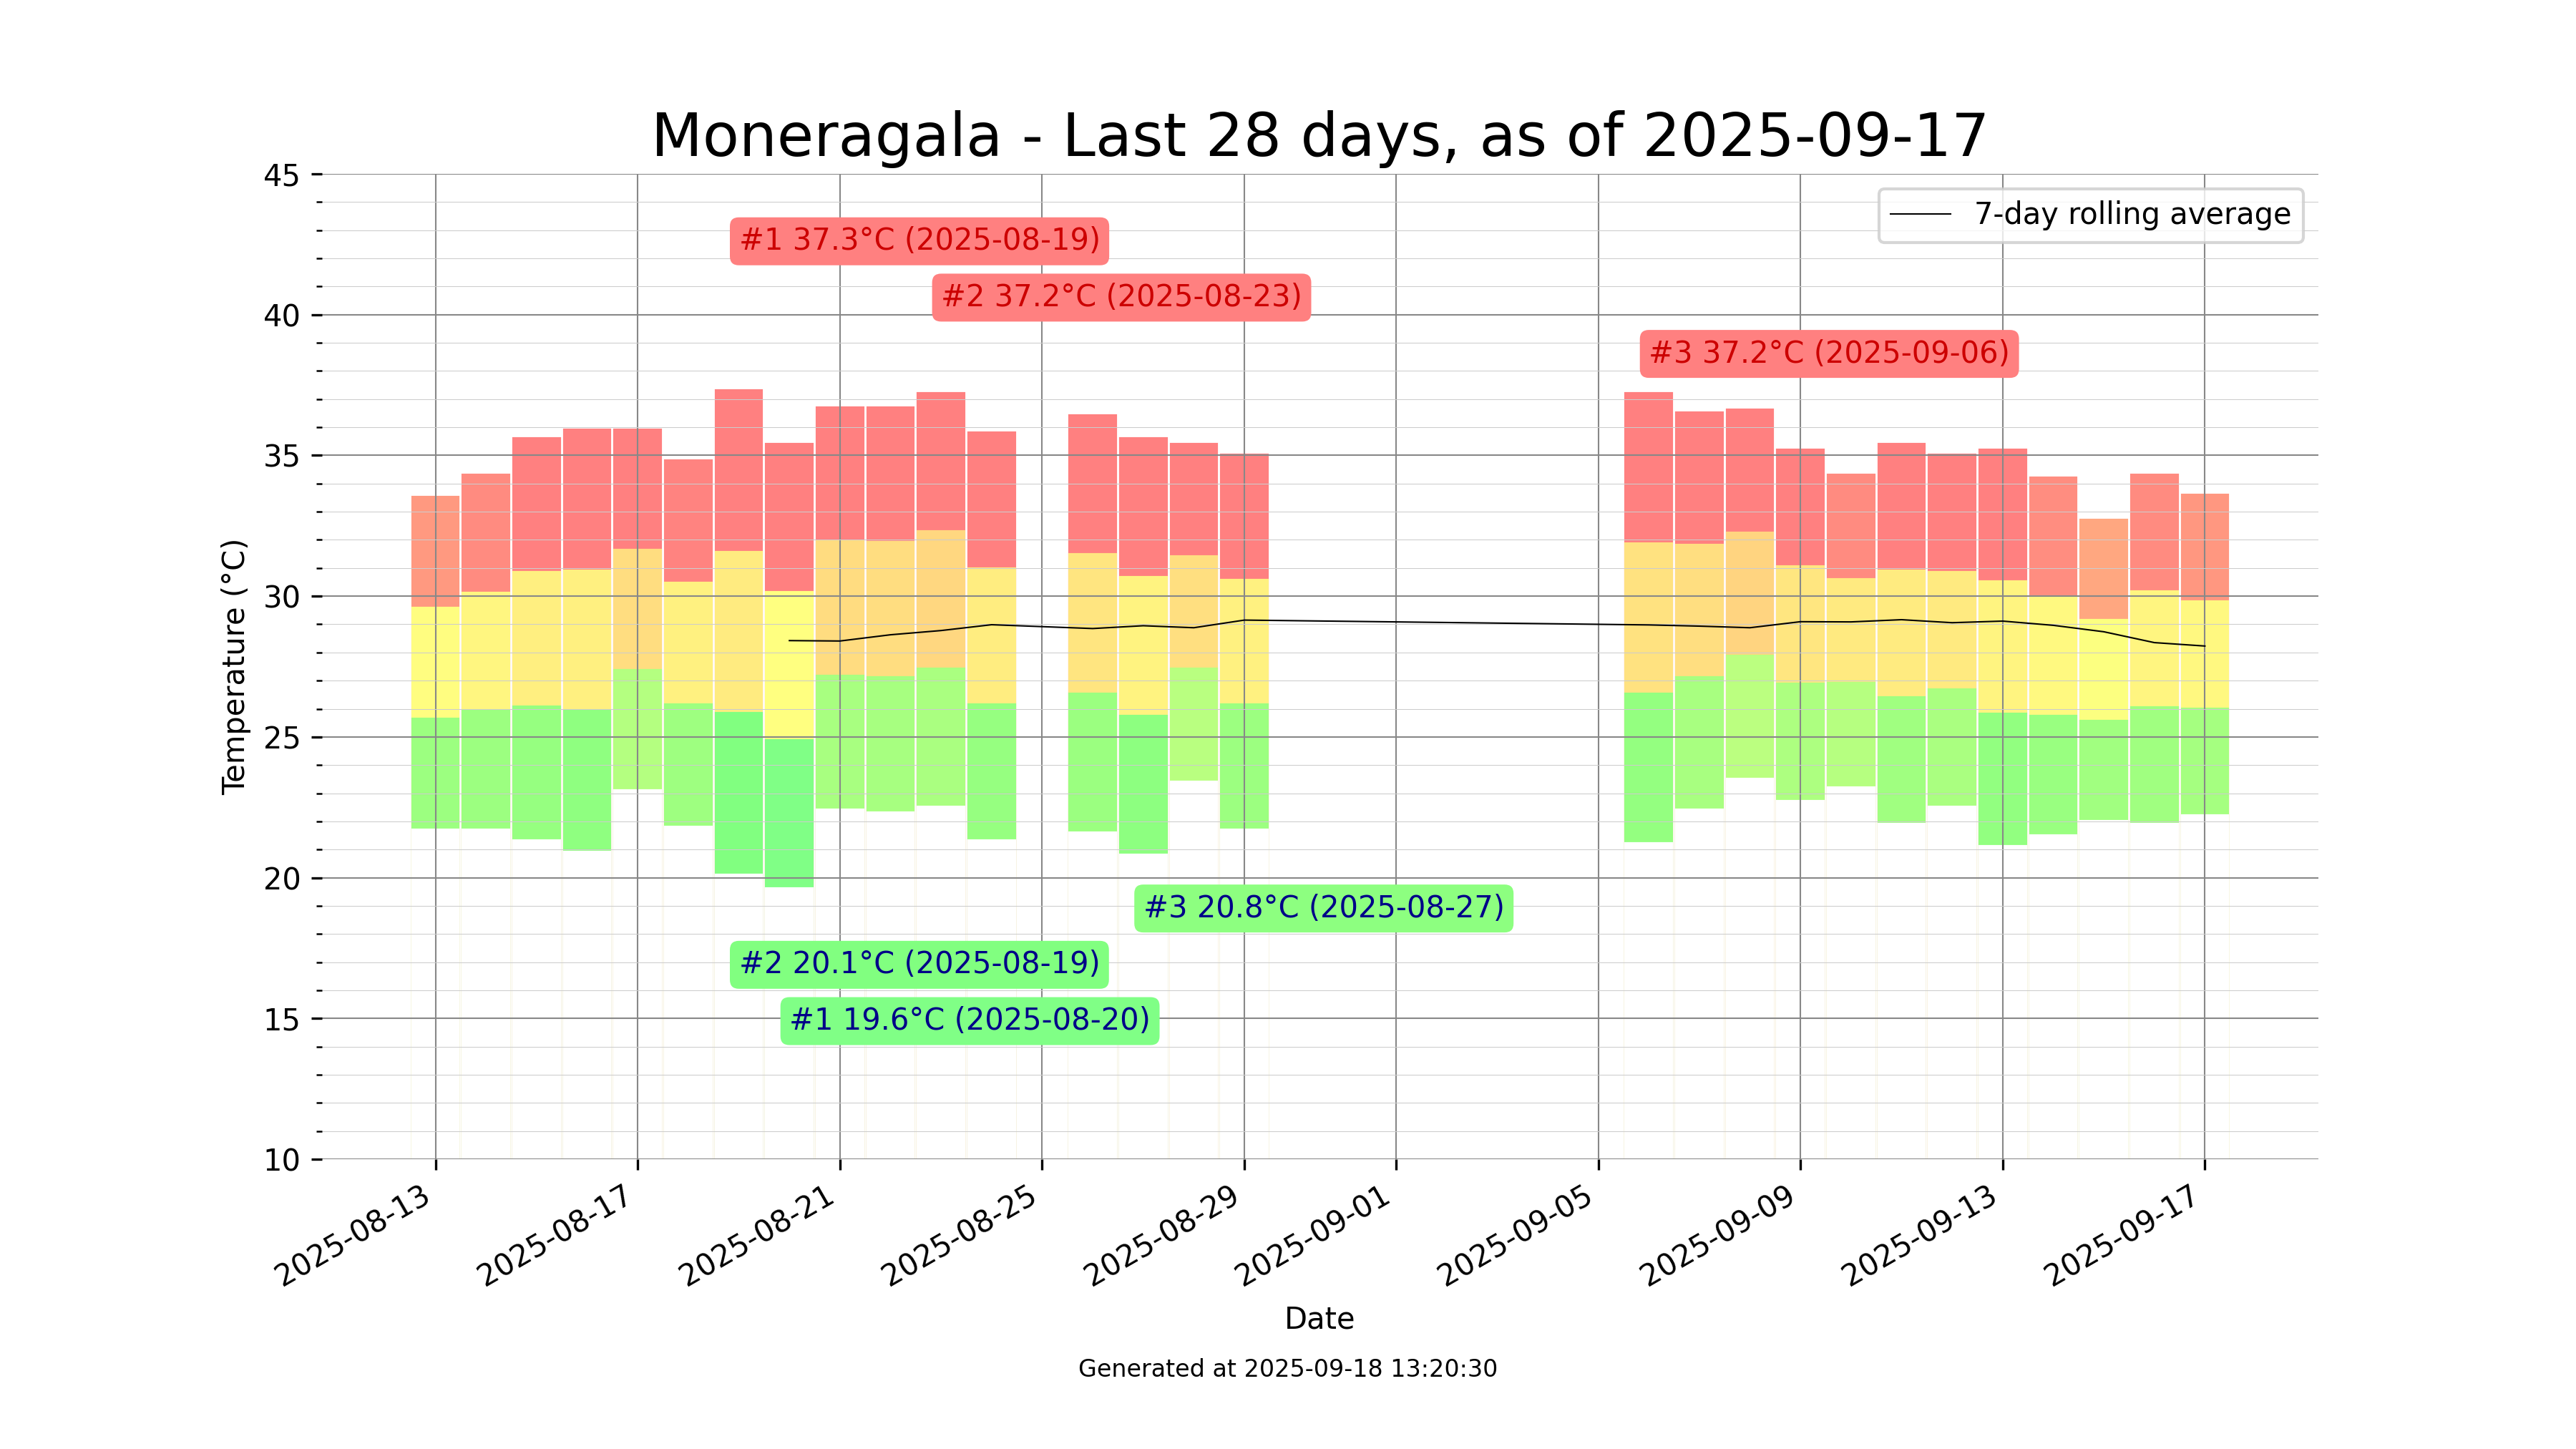 Moneragala - Last 28 days, as of 2025-09-17
7-day rolling average
#1 37.3°C (2025-08-19)
#2 37.2°C (2025-08-23)
#3 37.2°C (2025-09-06)
#3 20.8°C (2025-08-27)
#2 20.1°C (2025-08-19)
#1 19.6°C (2025-08-20)
Temperature (°C)
45
40
35
30
25
20
15
10
2025-08-13
2025-08-17
2025-08-21
2025-08-25
2025-08-29
2025-09-01
2025-09-05
2025-09-09
2025-09-13
2025-09-17
Date
Generated at 2025-09-18 13:20:30